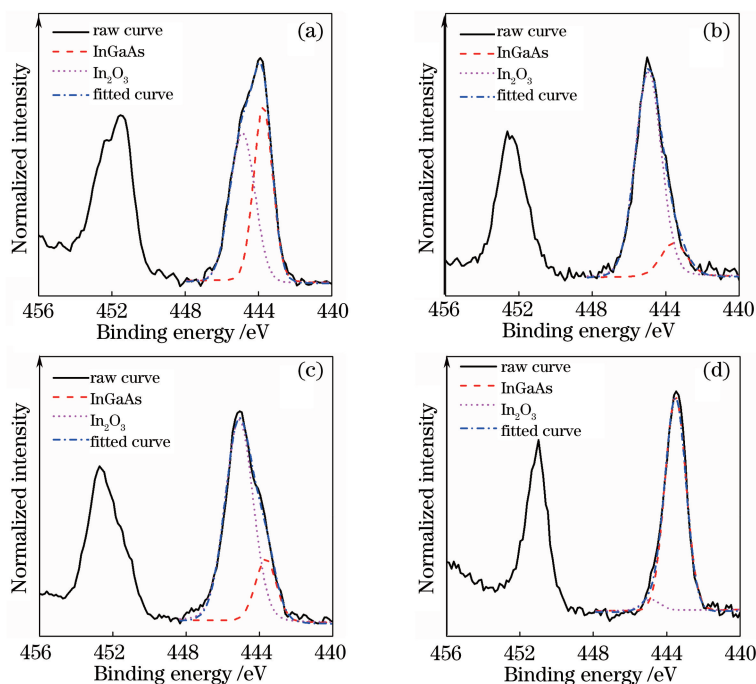 (a)
raw curve
InGaAs
In₂O₃
fitted curve
Normalized intensity
456 452 448 444 440
Binding energy /eV
(b)
raw curve
InGaAs
In₂O₃
fitted curve
Normalized intensity
456 452 448 444 440
Binding energy /eV
(c)
raw curve
InGaAs
In₂O₃
fitted curve
Normalized intensity
456 452 448 444 440
Binding energy /eV
(d)
raw curve
InGaAs
In₂O₃
fitted curve
Normalized intensity
456 452 448 444 440
Binding energy /eV